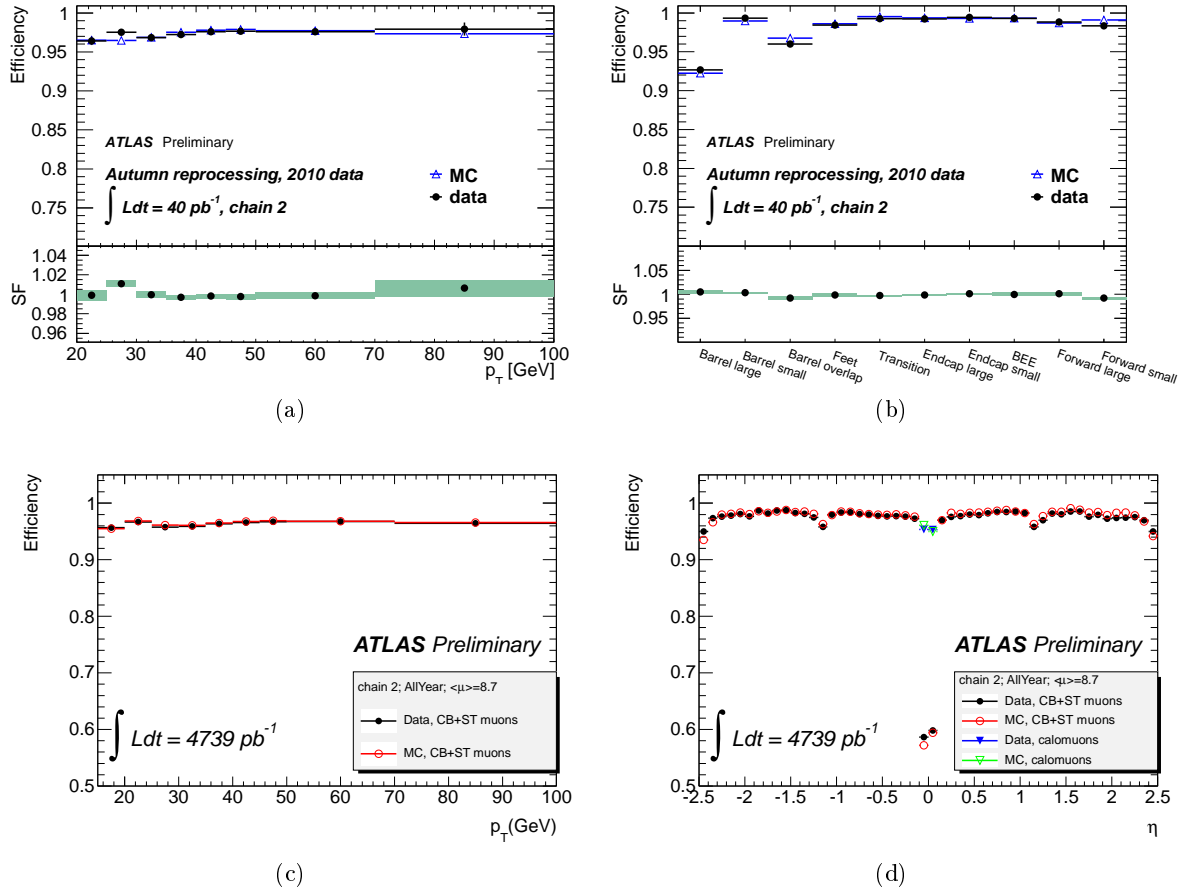 Efficiency
1
0.95
0.9
0.85
0.8
0.75
ATLAS Preliminary
Autumn reprocessing, 2010 data
∫ Ldt = 40 pb⁻¹, chain 2
MC
data
SF
1.04
1.02
1
0.98
0.96
20 30 40 50 60 70 80 90 100
p_T [GeV]
(a)
Efficiency
1
0.95
0.9
0.85
0.8
0.75
ATLAS Preliminary
Autumn reprocessing, 2010 data
∫ Ldt = 40 pb⁻¹, chain 2
MC
data
SF
1.05
1
0.95
Barrel large
Barrel small
Barrel overlap
Feet
Transition
Endcap large
Endcap small
BEE
Forward large
Forward small
(b)
Efficiency
1
0.9
0.8
0.7
0.6
0.5
ATLAS Preliminary
chain 2; AllYear; <μ>=8.7
Data, CB+ST muons
MC, CB+ST muons
∫ Ldt = 4739 pb⁻¹
20 30 40 50 60 70 80 90 100
p_T(GeV)
(c)
Efficiency
1
0.9
0.8
0.7
0.6
0.5
ATLAS Preliminary
chain 2; AllYear; <μ>=8.7
Data, CB+ST muons
MC, CB+ST muons
Data, calomuons
MC, calomuons
∫ Ldt = 4739 pb⁻¹
-2.5 -2 -1.5 -1 -0.5 0 0.5 1 1.5 2 2.5
η
(d)